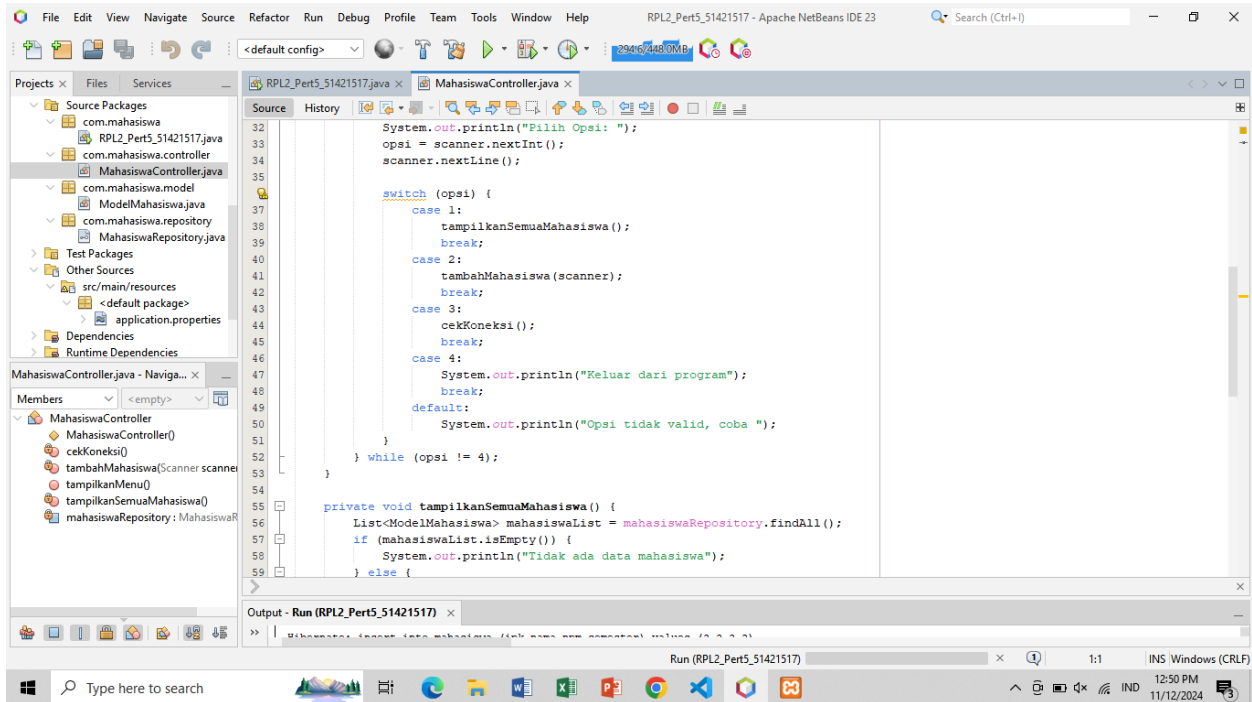 File Edit View Navigate Source Refactor Run Debug Profile Team Tools Window Help RPL2_Pert5_51421517 - Apache NetBeans IDE 23 Search (Ctrl+I)
<default config> 294.6/448.0MB
Projects Files Services
RPL2_Pert5_51421517.java MahasiswaController.java
Source History
Source Packages
com.mahasiswa
RPL2_Pert5_51421517.java
com.mahasiswa.controller
MahasiswaController.java
com.mahasiswa.model
ModelMahasiswa.java
com.mahasiswa.repository
MahasiswaRepository.java
Test Packages
Other Sources
src/main/resources
<default package>
application.properties
Dependencies
Runtime Dependencies
MahasiswaController.java - Naviga...
Members <empty>
MahasiswaController
MahasiswaController()
cekKoneksi()
tambahMahasiswa(Scanner scanner
tampilkanMenu()
tampilkanSemuaMahasiswa()
mahasiswaRepository : MahasiswaR
32 System.out.println("Pilih Opsi: ");
33 opsi = scanner.nextInt();
34 scanner.nextLine();
35
switch (opsi) {
37 case 1:
38 tampilkanSemuaMahasiswa();
39 break;
40 case 2:
41 tambahMahasiswa(scanner);
42 break;
43 case 3:
44 cekKoneksi();
45 break;
46 case 4:
47 System.out.println("Keluar dari program");
48 break;
49 default:
50 System.out.println("Opsi tidak valid, coba ");
51 }
52 } while (opsi != 4);
53 }
54
55 private void tampilkanSemuaMahasiswa() {
56 List<ModelMahasiswa> mahasiswaList = mahasiswaRepository.findAll();
57 if (mahasiswaList.isEmpty()) {
58 System.out.println("Tidak ada data mahasiswa");
59 } else {
Output - Run (RPL2_Pert5_51421517)
Run (RPL2_Pert5_51421517) 1 1:1 INS Windows (CRLF)
Type here to search
IND 12:50 PM
11/12/2024 3